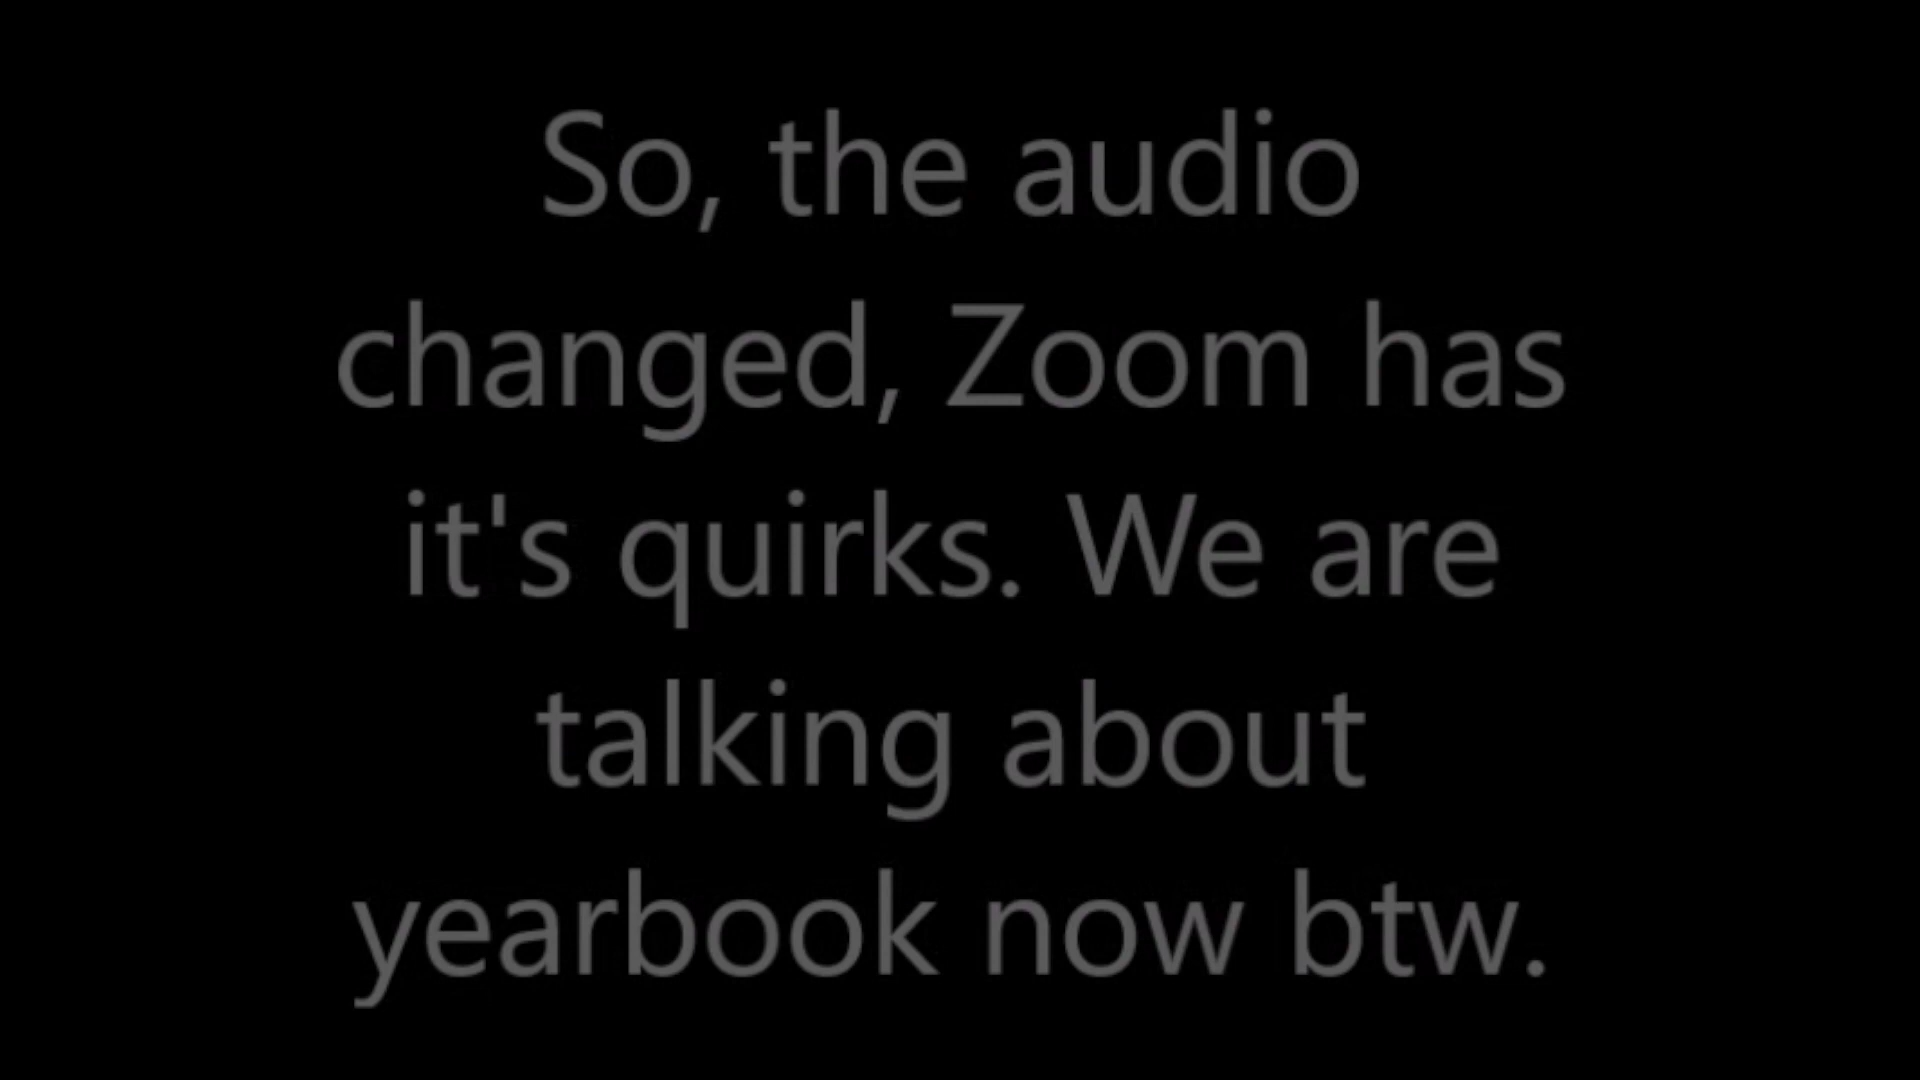 So, the audio
changed, Zoom has
it's quirks. We are
talking about
yearbook now btw.